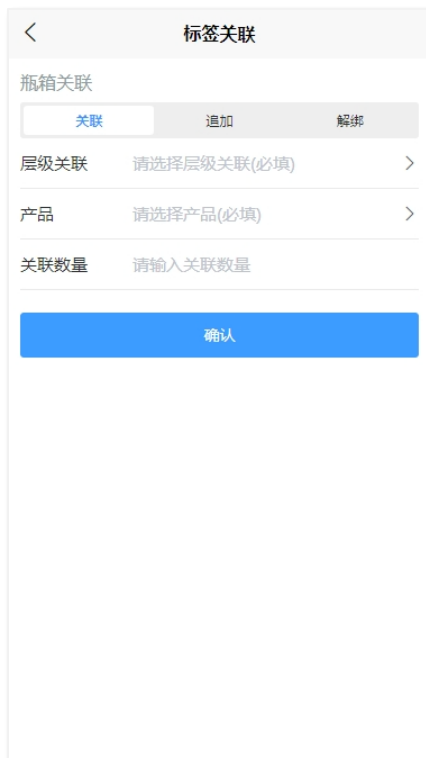 标签关联
瓶箱关联
关联 追加 解绑
层级关联 请选择层级关联(必填)
产品 请选择产品(必填)
关联数量 请输入关联数量
确认